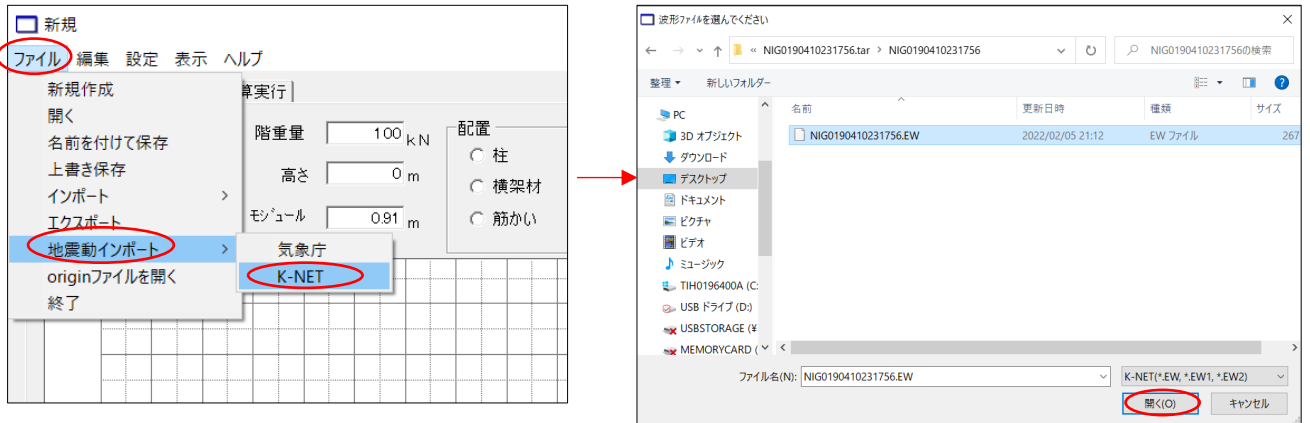 新規
ファイル 編集 設定 表示 ヘルプ
新規作成
開く
名前を付けて保存
上書き保存
インポート
エクスポート
地震動インポート
originファイルを開く
終了
気象庁
K-NET
算実行
階重量 100 kN
高さ 0 m
ﾓｼﾞｭｰﾙ 0.91 m
配置
柱
横架材
筋かい
波形ﾌｧｲﾙを選んでください
« NIG0190410231756.tar > NIG0190410231756
NIG0190410231756の検索
整理 新しいフォルダー
PC
3D オブジェクト
ダウンロード
デスクトップ
ドキュメント
ピクチャ
ビデオ
ミュージック
TIH0196400A (C:
USB ドライブ (D:)
USBSTORAGE (¥
MEMORYCARD (
名前 更新日時 種類 サイズ
NIG0190410231756.EW 2022/02/05 21:12 EW ファイル 267
ファイル名(N): NIG0190410231756.EW
K-NET(*.EW, *.EW1, *.EW2)
開く(O) キャンセル